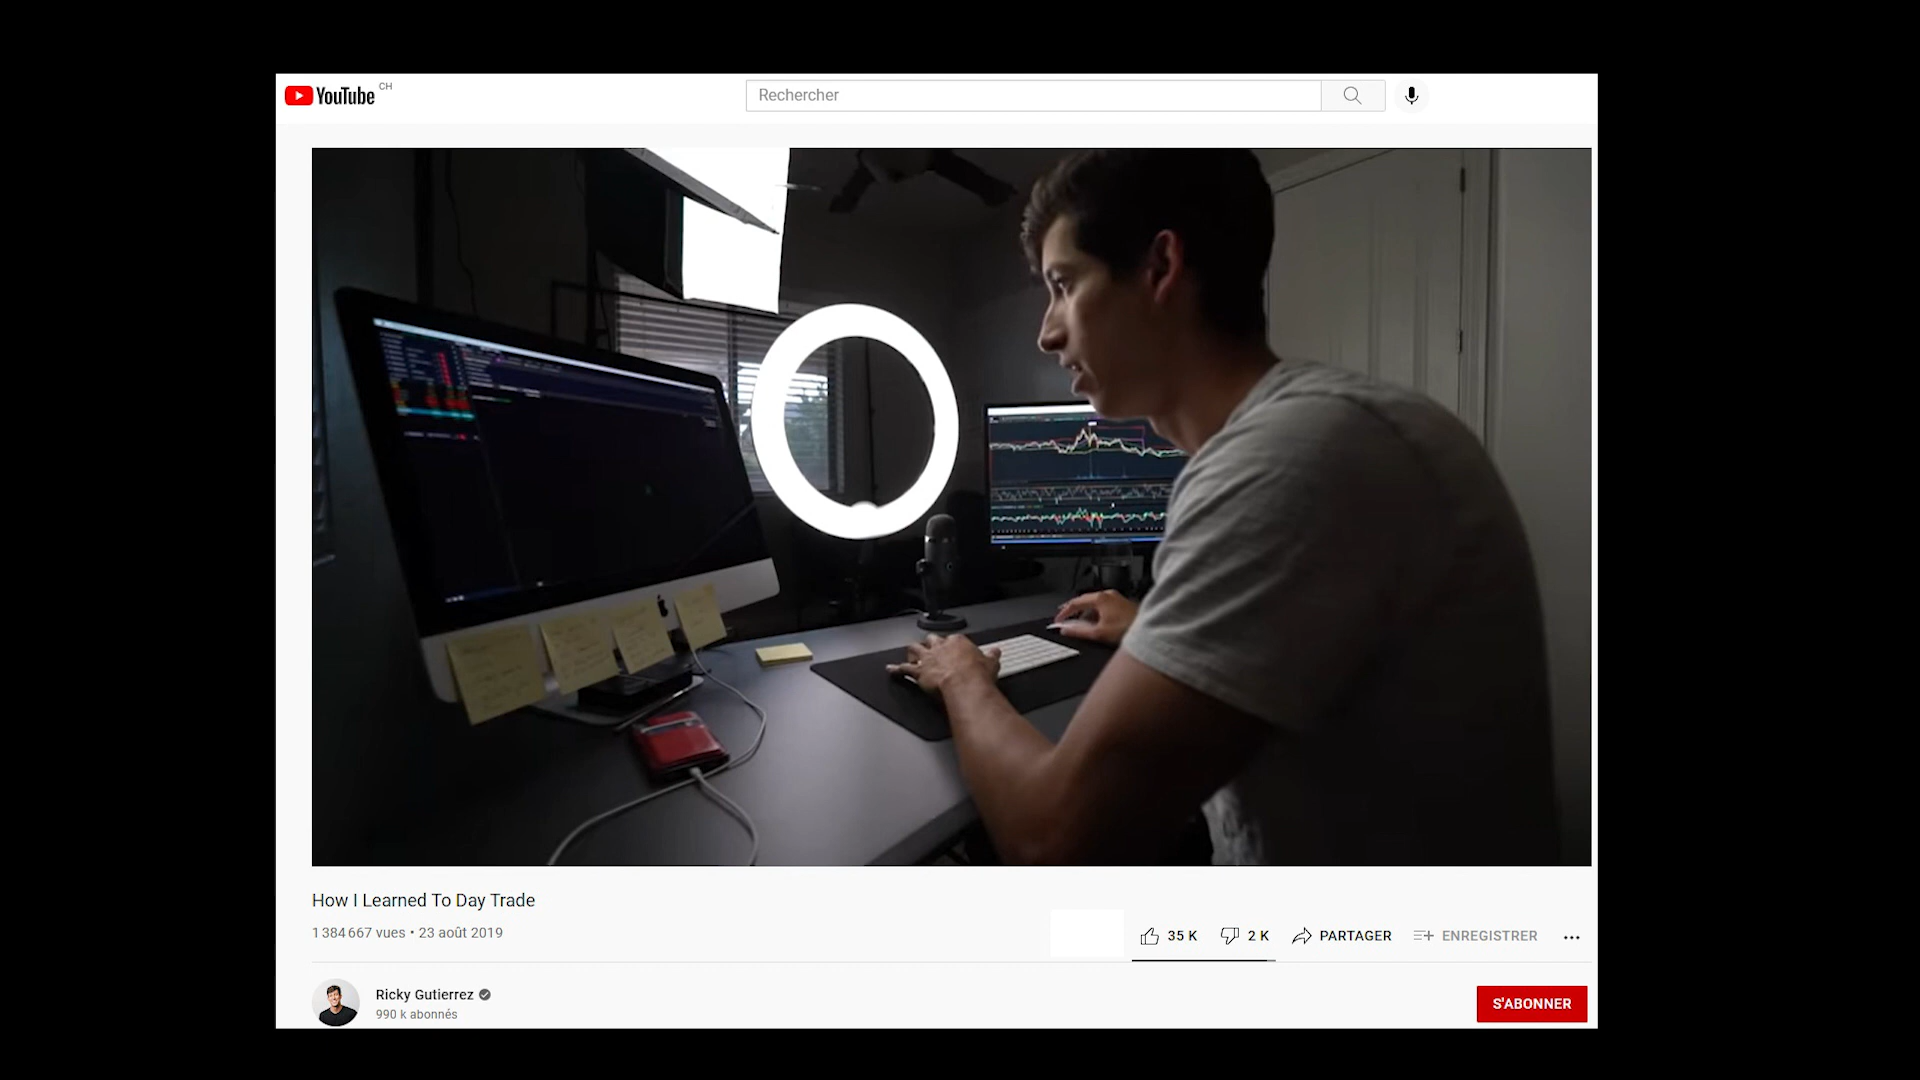 YouTube CH
Rechercher
How I Learned To Day Trade
1 384 667 vues • 23 août 2019
35 K
2 K
PARTAGER
ENREGISTRER
Ricky Gutierrez
990 k abonnés
S'ABONNER